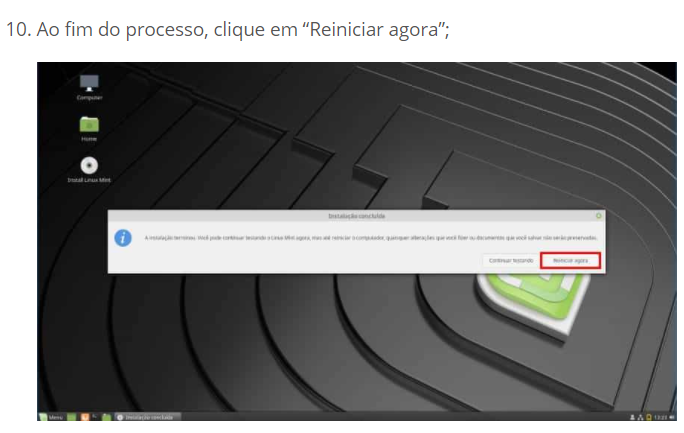 10. Ao fim do processo, clique em “Reiniciar agora”;
Computer
Home
Install Linux Mint
Instalação concluída
A instalação terminou. Você pode continuar testando o Linux Mint agora, mas até reiniciar o computador, quaisquer alterações que você fizer ou documentos que você salvar não serão preservados.
Continuar testando
Reiniciar agora
Menu
Instalação concluída